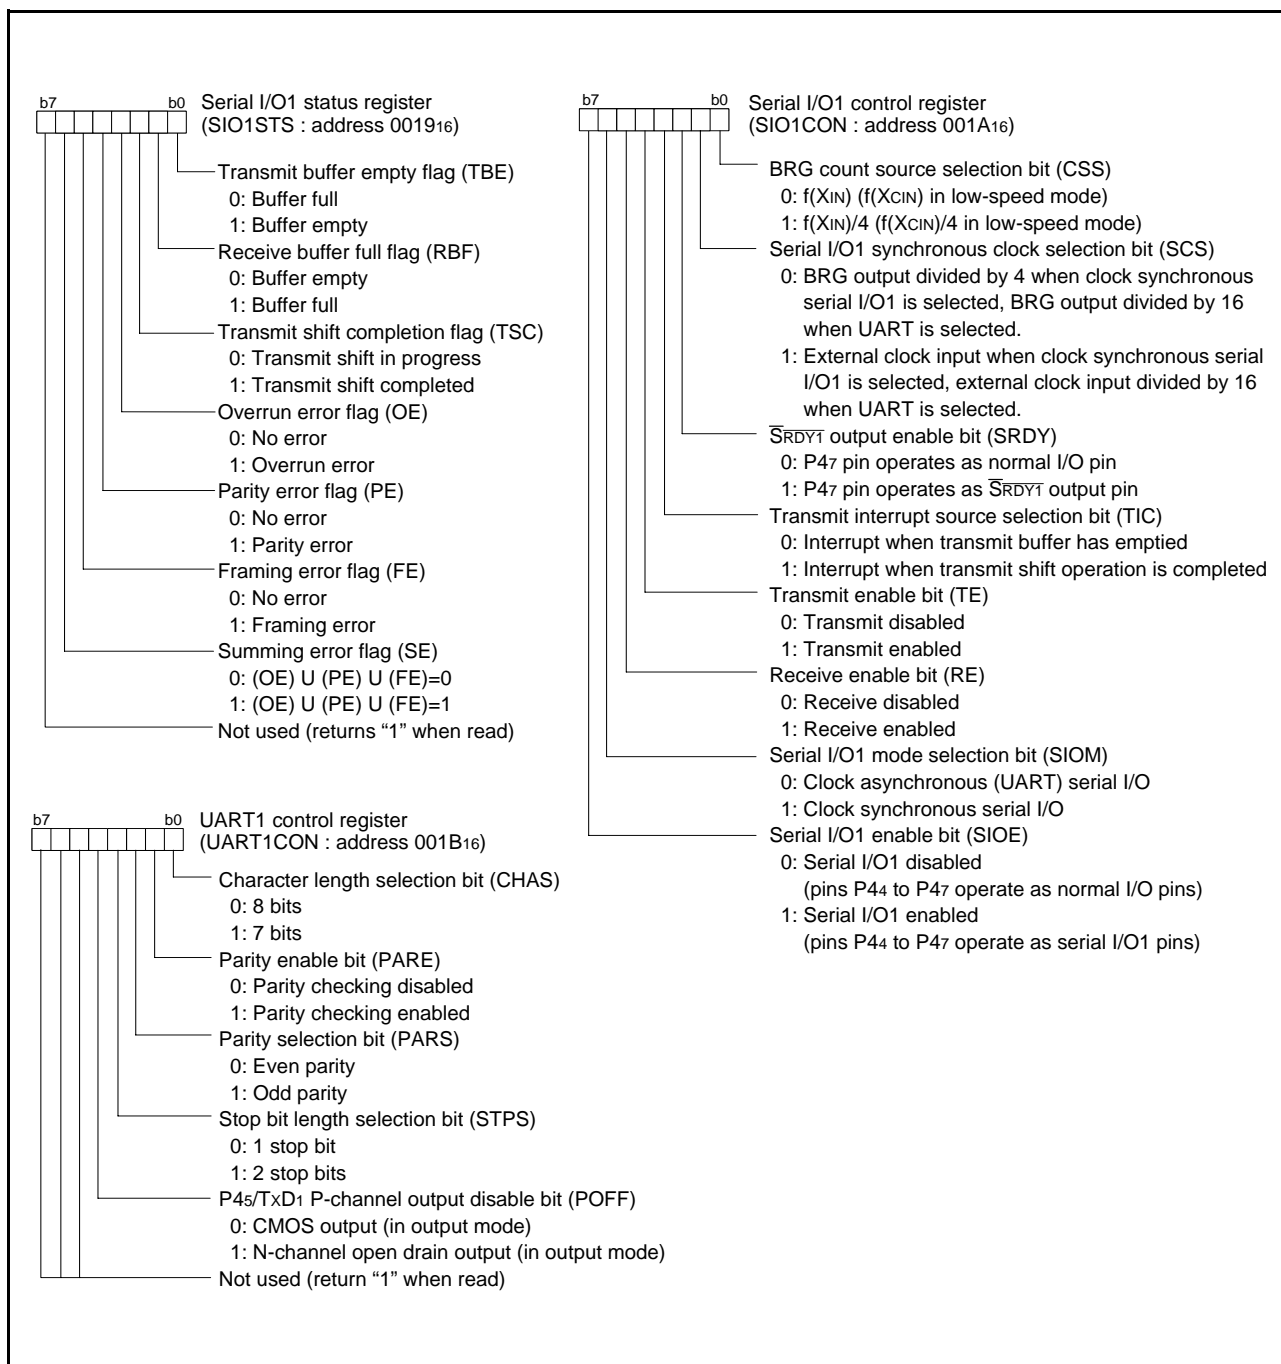 b7 b0 Serial I/O1 status register
(SIO1STS : address 001916)
Transmit buffer empty flag (TBE)
0: Buffer full
1: Buffer empty
Receive buffer full flag (RBF)
0: Buffer empty
1: Buffer full
Transmit shift completion flag (TSC)
0: Transmit shift in progress
1: Transmit shift completed
Overrun error flag (OE)
0: No error
1: Overrun error
Parity error flag (PE)
0: No error
1: Parity error
Framing error flag (FE)
0: No error
1: Framing error
Summing error flag (SE)
0: (OE) U (PE) U (FE)=0
1: (OE) U (PE) U (FE)=1
Not used (returns “1” when read)
b7 b0 UART1 control register
(UART1CON : address 001B16)
Character length selection bit (CHAS)
0: 8 bits
1: 7 bits
Parity enable bit (PARE)
0: Parity checking disabled
1: Parity checking enabled
Parity selection bit (PARS)
0: Even parity
1: Odd parity
Stop bit length selection bit (STPS)
0: 1 stop bit
1: 2 stop bits
P45/TXD1 P-channel output disable bit (POFF)
0: CMOS output (in output mode)
1: N-channel open drain output (in output mode)
Not used (return “1” when read)
b7 b0 Serial I/O1 control register
(SIO1CON : address 001A16)
BRG count source selection bit (CSS)
0: f(XIN) (f(XCIN) in low-speed mode)
1: f(XIN)/4 (f(XCIN)/4 in low-speed mode)
Serial I/O1 synchronous clock selection bit (SCS)
0: BRG output divided by 4 when clock synchronous
serial I/O1 is selected, BRG output divided by 16
when UART is selected.
1: External clock input when clock synchronous serial
I/O1 is selected, external clock input divided by 16
when UART is selected.
S̅R̅D̅Y̅1̅ output enable bit (SRDY)
0: P47 pin operates as normal I/O pin
1: P47 pin operates as S̅R̅D̅Y̅1̅ output pin
Transmit interrupt source selection bit (TIC)
0: Interrupt when transmit buffer has emptied
1: Interrupt when transmit shift operation is completed
Transmit enable bit (TE)
0: Transmit disabled
1: Transmit enabled
Receive enable bit (RE)
0: Receive disabled
1: Receive enabled
Serial I/O1 mode selection bit (SIOM)
0: Clock asynchronous (UART) serial I/O
1: Clock synchronous serial I/O
Serial I/O1 enable bit (SIOE)
0: Serial I/O1 disabled
(pins P44 to P47 operate as normal I/O pins)
1: Serial I/O1 enabled
(pins P44 to P47 operate as serial I/O1 pins)